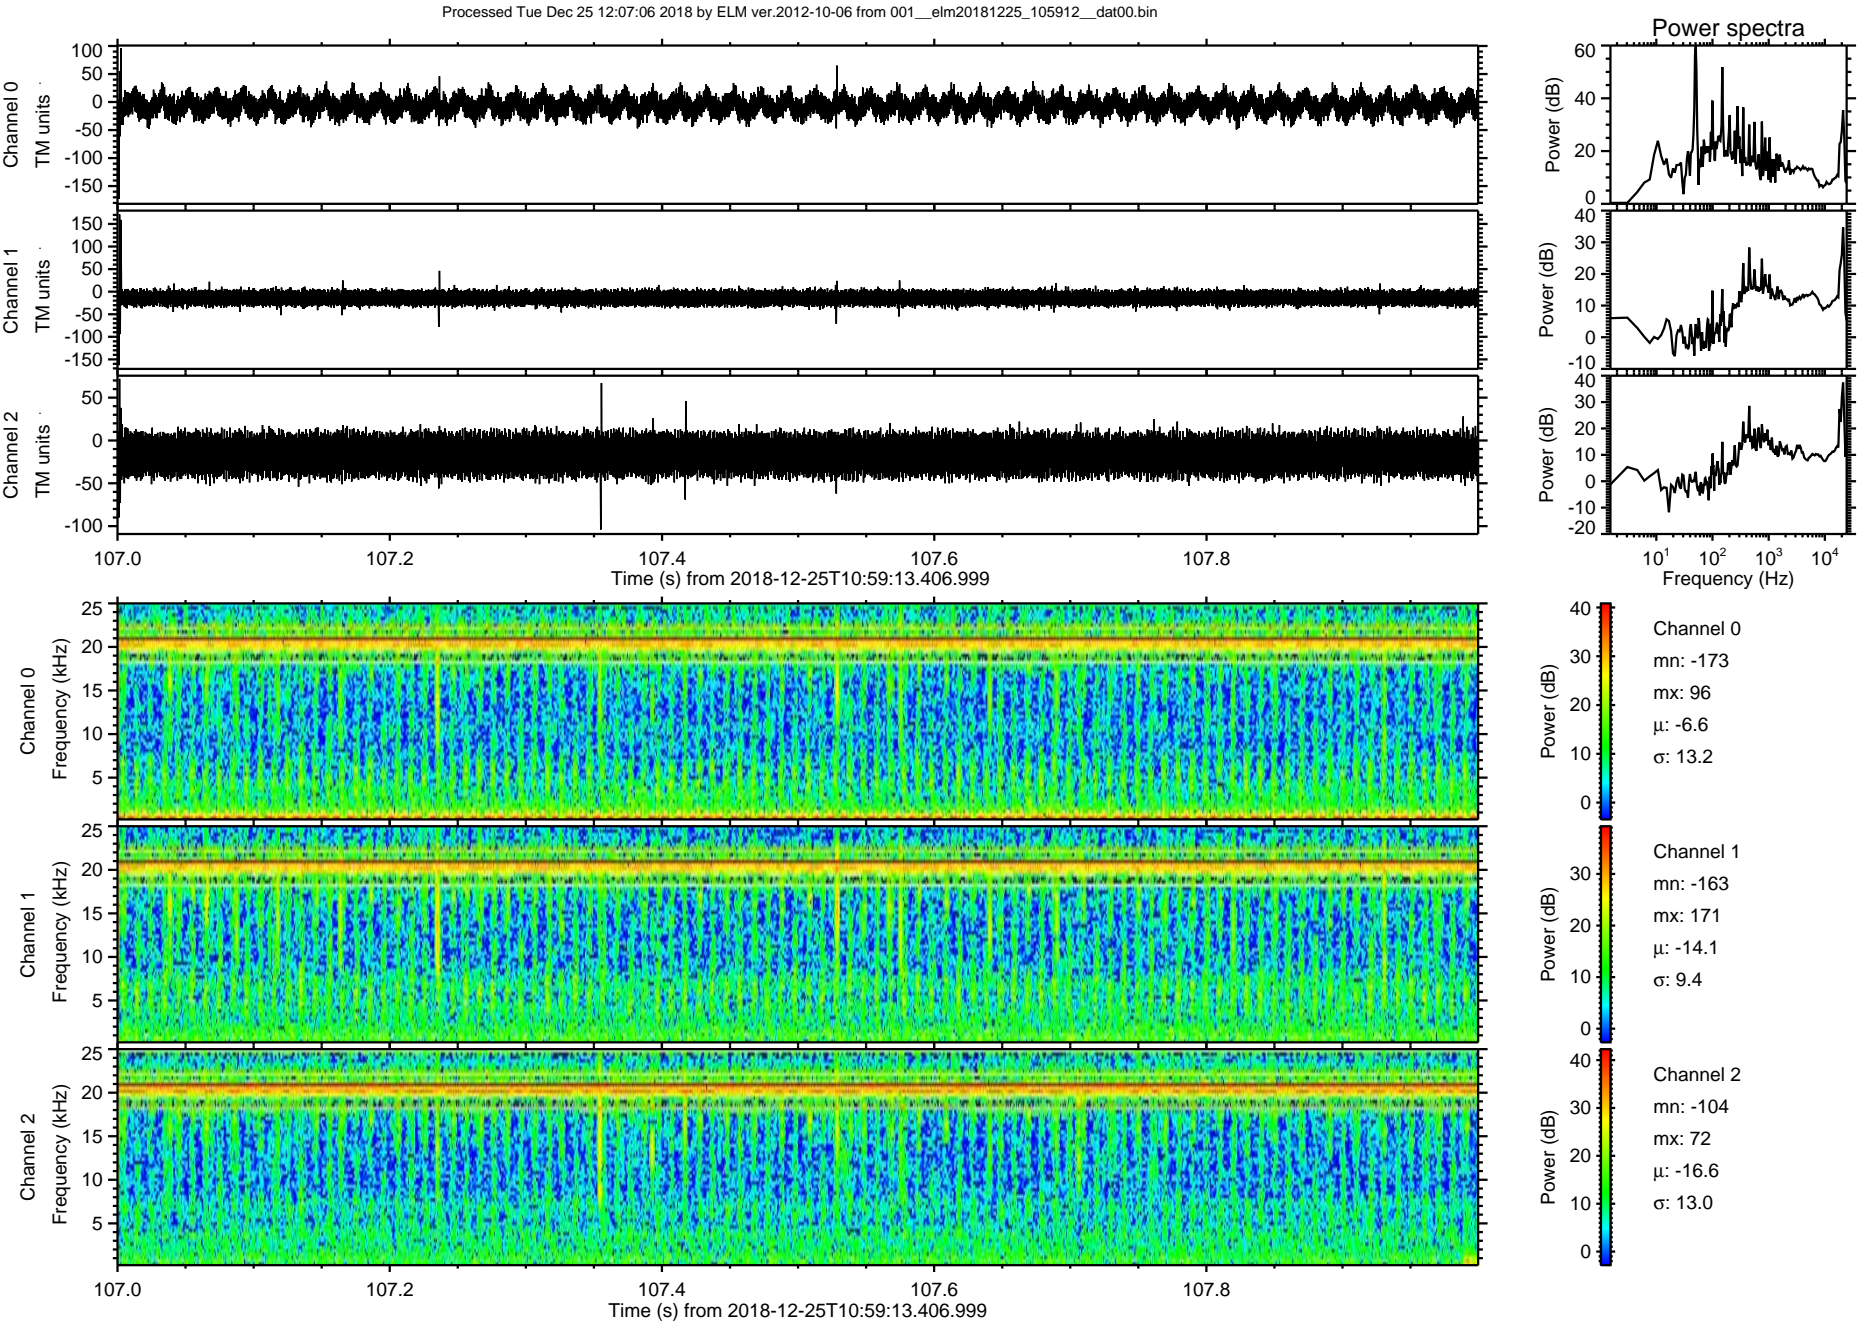 Processed Tue Dec 25 12:07:06 2018 by ELM ver.2012-10-06 from 001__elm20181225_105912__dat00.bin
Power spectra
Channel 0
TM units
100
50
0
-50
-100
-150
Power (dB)
60
40
20
0
Channel 1
TM units
150
100
50
0
-50
-100
-150
Power (dB)
40
30
20
10
0
-10
Channel 2
TM units
50
0
-50
-100
Power (dB)
40
30
20
10
0
-10
-20
107.0 107.2 107.4 107.6 107.8
Time (s) from 2018-12-25T10:59:13.406.999
10^1 10^2 10^3 10^4
Frequency (Hz)
Channel 0
Frequency (kHz)
25
20
15
10
5
Power (dB)
40
30
20
10
0
Channel 0
mn: -173
mx: 96
μ: -6.6
σ: 13.2
Channel 1
Frequency (kHz)
25
20
15
10
5
Power (dB)
30
20
10
0
Channel 1
mn: -163
mx: 171
μ: -14.1
σ: 9.4
Channel 2
Frequency (kHz)
25
20
15
10
5
Power (dB)
40
30
20
10
0
Channel 2
mn: -104
mx: 72
μ: -16.6
σ: 13.0
107.0 107.2 107.4 107.6 107.8
Time (s) from 2018-12-25T10:59:13.406.999